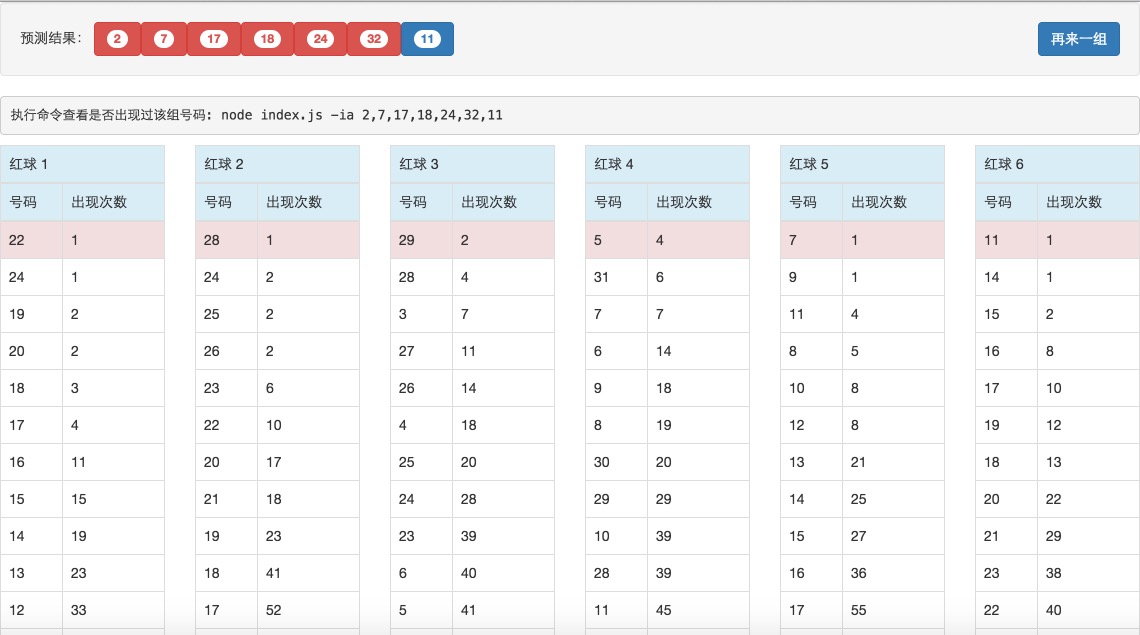 预测结果： 2 7 17 18 24 32 11 再来一组
执行命令查看是否出现过该组号码: node index.js -ia 2,7,17,18,24,32,11
红球 1 红球 2 红球 3 红球 4 红球 5 红球 6
号码 出现次数 号码 出现次数 号码 出现次数 号码 出现次数 号码 出现次数 号码 出现次数
22 1 28 1 29 2 5 4 7 1 11 1
24 1 24 2 28 4 31 6 9 1 14 1
19 2 25 2 3 7 7 7 11 4 15 2
20 2 26 2 27 11 6 14 8 5 16 8
18 3 23 6 26 14 9 18 10 8 17 10
17 4 22 10 4 18 8 19 12 8 19 12
16 11 20 17 25 20 30 20 13 21 18 13
15 15 21 18 24 28 29 29 14 25 20 22
14 19 19 23 23 39 10 39 15 27 21 29
13 23 18 41 6 40 28 39 16 36 23 38
12 33 17 52 5 41 11 45 17 55 22 40